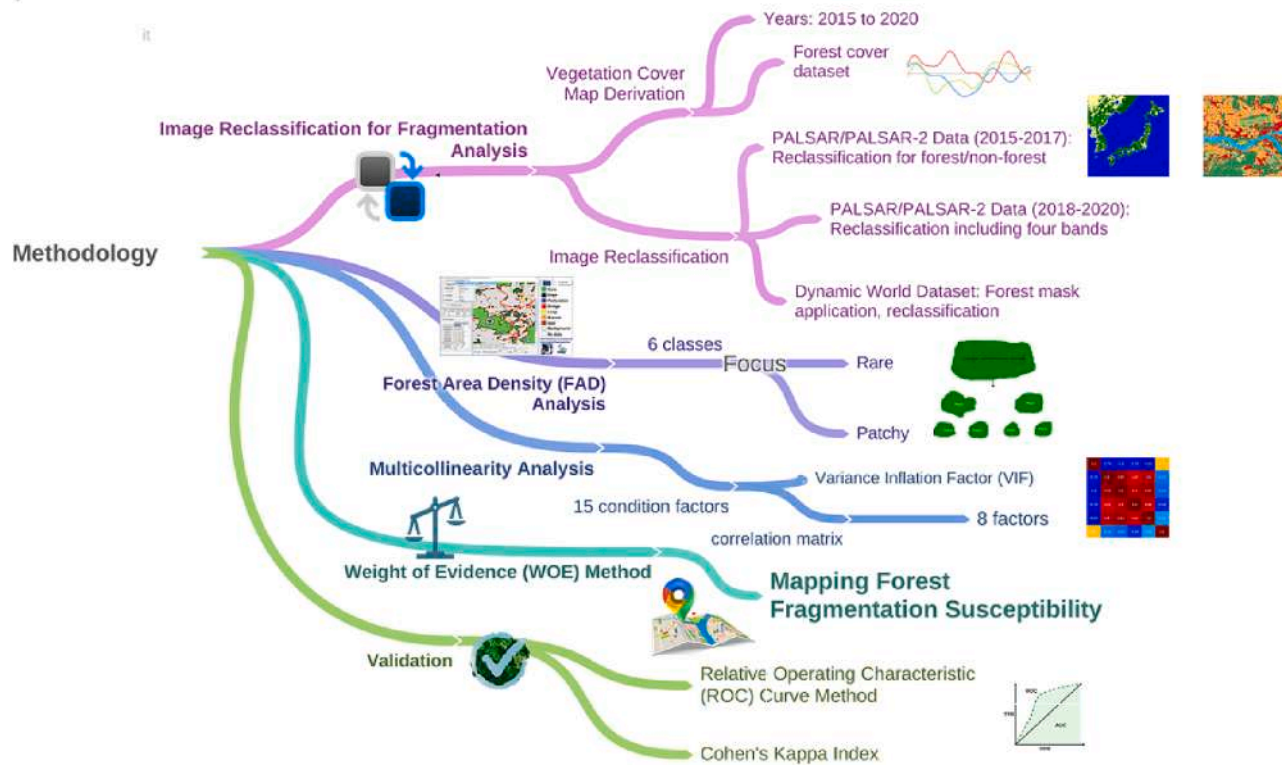 it
Years: 2015 to 2020
Forest cover
dataset
Vegetation Cover
Map Derivation
Image Reclassification for Fragmentation
Analysis
PALSAR/PALSAR-2 Data (2015-2017):
Reclassification for forest/non-forest
PALSAR/PALSAR-2 Data (2018-2020):
Reclassification including four bands
Image Reclassification
Dynamic World Dataset: Forest mask
application, reclassification
Methodology
6 classes
Focus
Rare
Patchy
Forest Area Density (FAD)
Analysis
Multicollinearity Analysis
15 condition factors
Variance Inflation Factor (VIF)
8 factors
correlation matrix
Weight of Evidence (WOE) Method
Mapping Forest
Fragmentation Susceptibility
Validation
Relative Operating Characteristic
(ROC) Curve Method
ROC
AUC
Cohen's Kappa Index